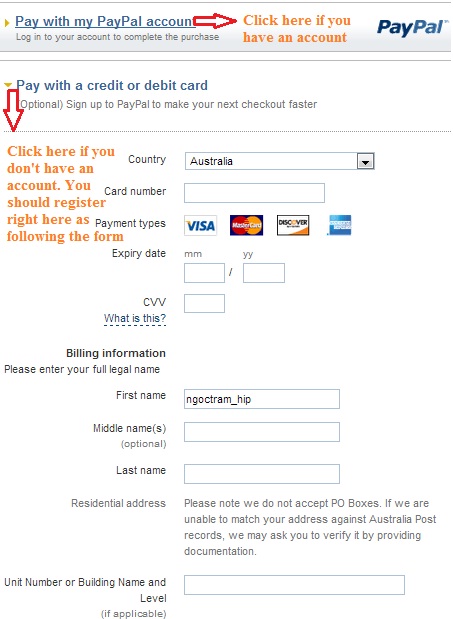 Pay with my PayPal account
Click here if you
have an account
PayPal
Log in to your account to complete the purchase
Pay with a credit or debit card
(Optional) Sign up to PayPal to make your next checkout faster
Click here if you
don't have an
account. You
should register
right here as
following the form
Country
Australia
Card number
Payment types
VISA
MasterCard
DISCOVER
Expiry date
mm
yy
/
CVV
What is this?
Billing information
Please enter your full legal name
First name
ngoctram_hip
Middle name(s)
(optional)
Last name
Residential address
Please note we do not accept PO Boxes. If we are
unable to match your address against Australia Post
records, we may ask you to verify it by providing
documentation.
Unit Number or Building Name and
Level
(if applicable)